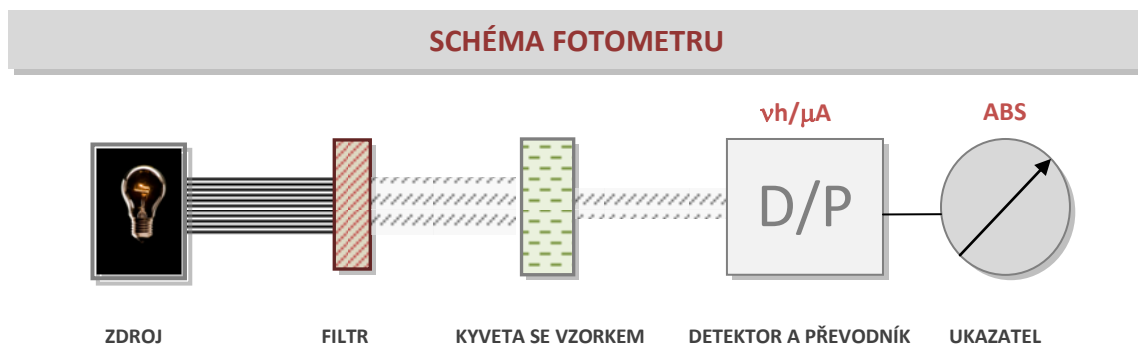 SCHÉMA FOTOMETRU
νh/μA ABS
D/P
ZDROJ FILTR KYVETA SE VZORKEM DETEKTOR A PŘEVODNÍK UKAZATEL